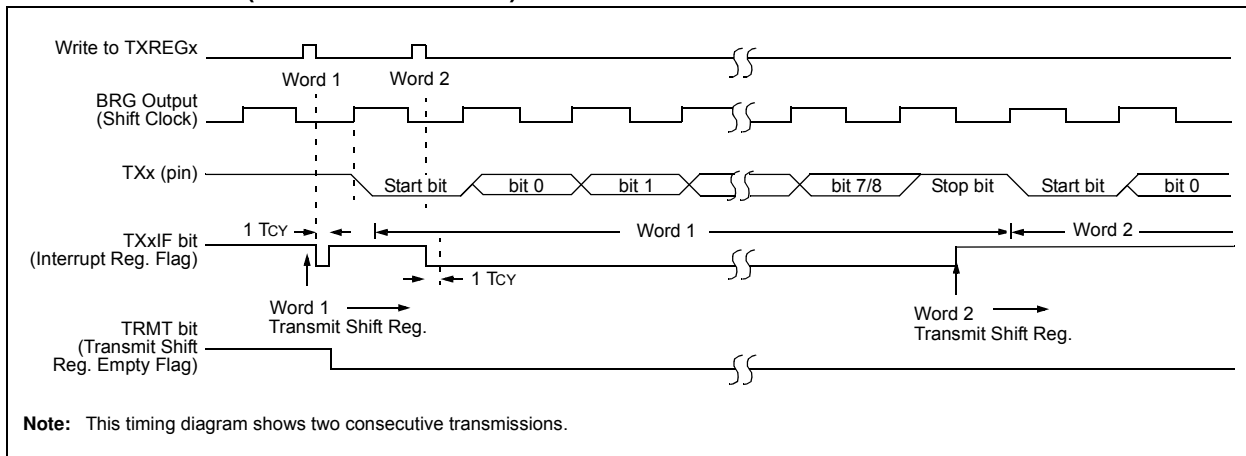 Write to TXREGx
Word 1
Word 2
BRG Output
(Shift Clock)
TXx (pin)
Start bit
bit 0
bit 1
bit 7/8
Stop bit
Start bit
bit 0
1 TCY
Word 1
Word 2
TXxIF bit
(Interrupt Reg. Flag)
1 TCY
Word 1
Transmit Shift Reg.
Word 2
Transmit Shift Reg.
TRMT bit
(Transmit Shift
Reg. Empty Flag)
Note: This timing diagram shows two consecutive transmissions.